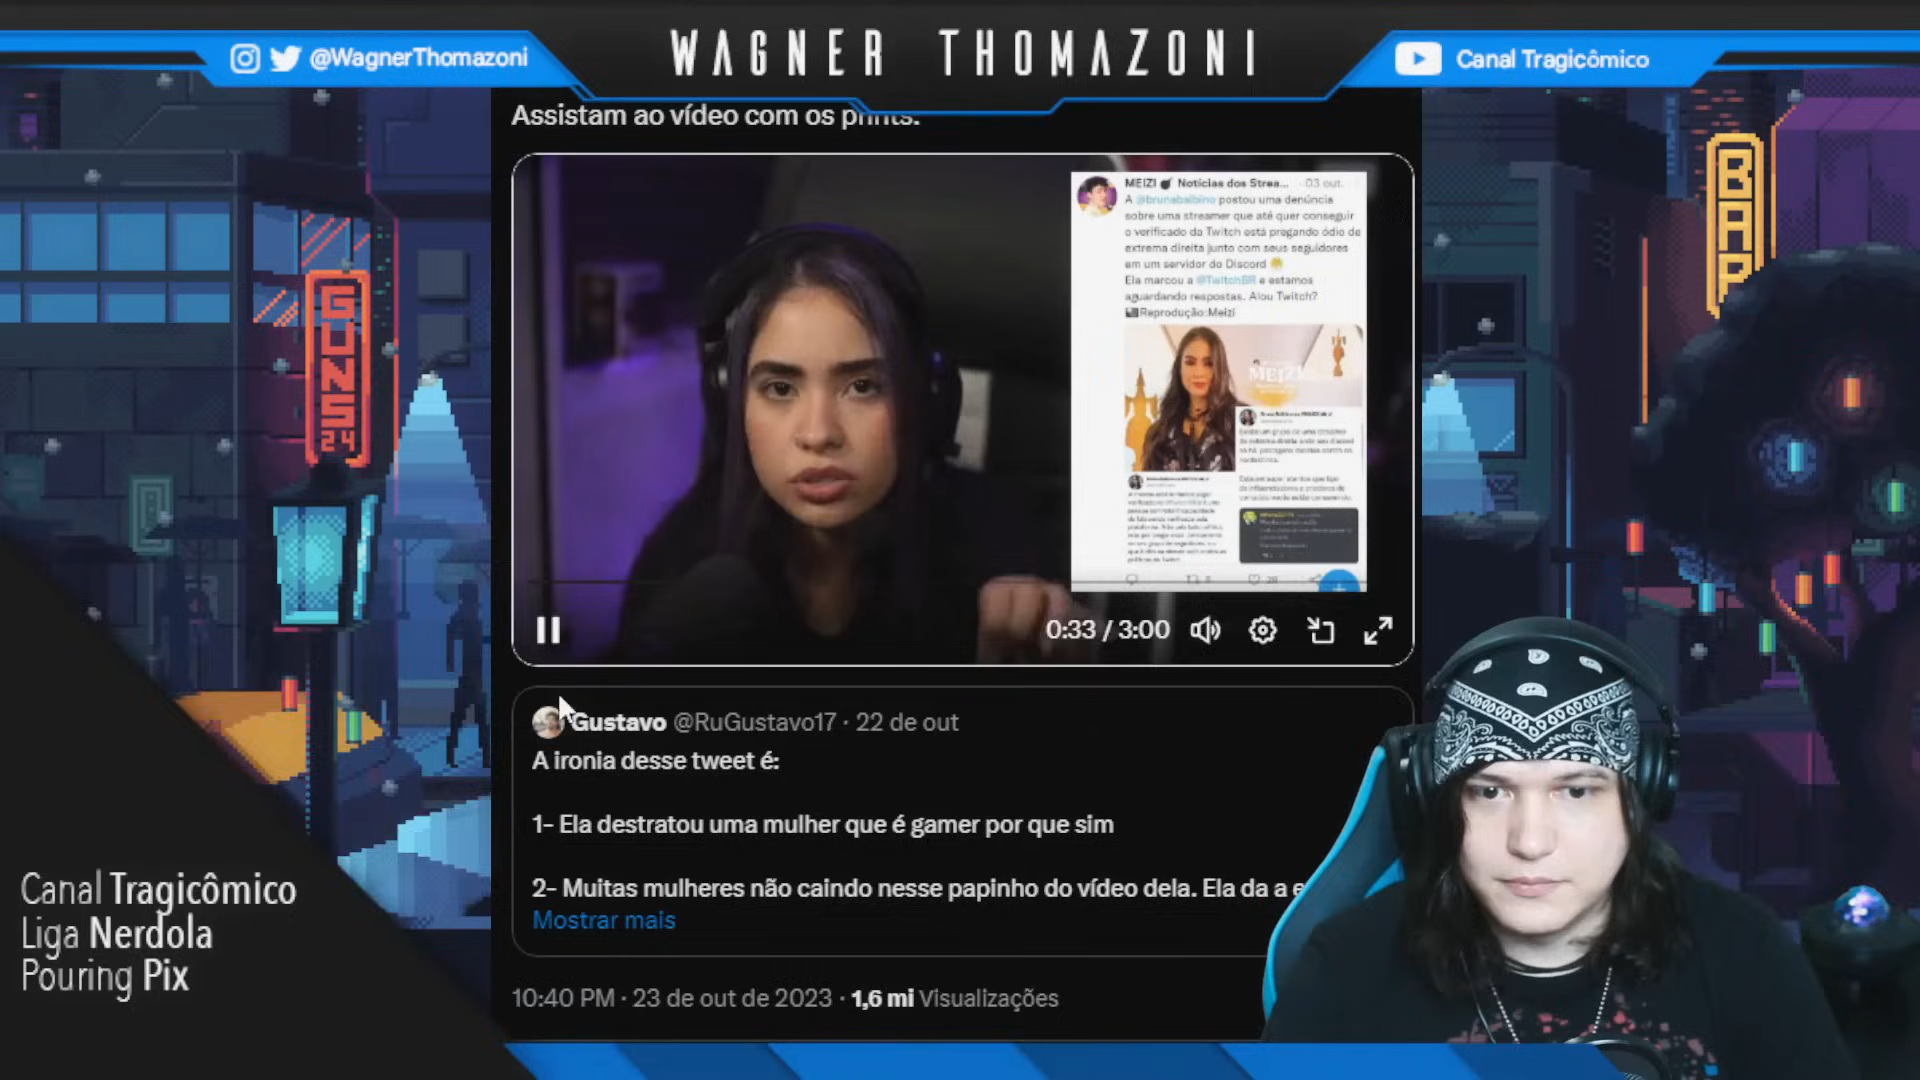 @WagnerThomazoni
WAGNER THOMAZONI
Canal Tragicômico
Assistam ao vídeo com os prints.
MEIZI Notícias dos Strea... · 03 out.
A @brunabalbino postou uma denúncia
sobre uma streamer que até quer conseguir
o verificado da Twitch está pregando ódio de
extrema direita junto com seus seguidores
em um servidor do Discord
Ela marcou a @TwitchBR e estamos
aguardando respostas. Alou Twitch?
Reprodução:Meizi
MEIZI
0:33 / 3:00
Gustavo @RuGustavo17 · 22 de out
A ironia desse tweet é:
1- Ela destratou uma mulher que é gamer por que sim
2- Muitas mulheres não caindo nesse papinho do vídeo dela. Ela da a e
Mostrar mais
10:40 PM · 23 de out de 2023 · 1,6 mi Visualizações
GUNS
24
BAR
Canal Tragicômico
Liga Nerdola
Pouring Pix